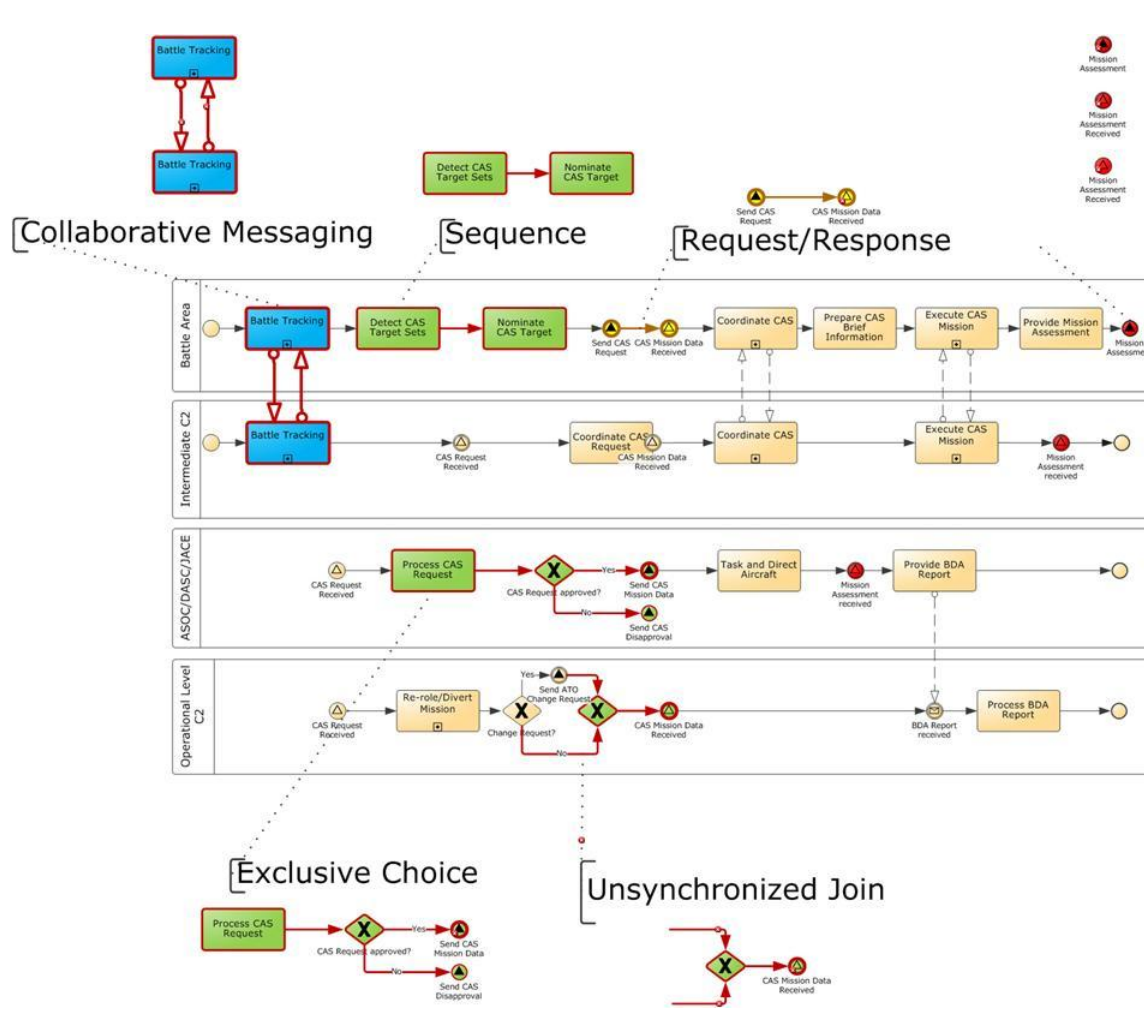 Battle Tracking
Battle Tracking
Mission
Assessment
Mission
Assessment
Received
Mission
Assessment
Received
Detect CAS
Target Sets
Nominate
CAS Target
Send CAS
Request
CAS Mission Data
Received
Collaborative Messaging
Sequence
Request/Response
Battle Area
Battle Tracking
Detect CAS
Target Sets
Nominate
CAS Target
Send CAS
Request
CAS Mission Data
Received
Coordinate CAS
Prepare CAS
Brief
Information
Execute CAS
Mission
Provide Mission
Assessment
Mission
Assessme
Intermediate C2
Battle Tracking
CAS Request
Received
Coordinate CAS
Request
CAS Mission Data
Received
Coordinate CAS
Execute CAS
Mission
Mission
Assessment
received
ASOC/DASC/JACE
CAS Request
Received
Process CAS
Request
X
CAS Request approved?
Yes
Send CAS
Mission Data
No
Send CAS
Disapproval
Task and Direct
Aircraft
Mission
Assessment
received
Provide BDA
Report
Operational Level
C2
CAS Request
Received
Re-role/Divert
Mission
X
Change Request?
Yes
Send ATO
Change Request
No
X
CAS Mission Data
Received
BDA Report
received
Process BDA
Report
Exclusive Choice
Unsynchronized Join
Process CAS
Request
X
CAS Request approved?
Yes
Send CAS
Mission Data
No
Send CAS
Disapproval
X
CAS Mission Data
Received